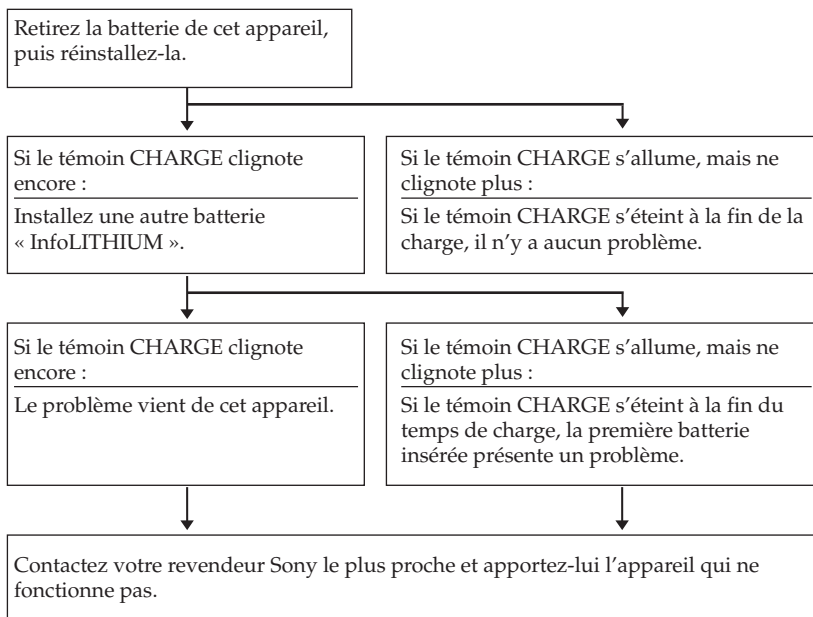 Retirez la batterie de cet appareil,
puis réinstallez-la.
Si le témoin CHARGE clignote
encore :
Installez une autre batterie
« InfoLITHIUM ».
Si le témoin CHARGE s’allume, mais ne
clignote plus :
Si le témoin CHARGE s’éteint à la fin de la
charge, il n’y a aucun problème.
Si le témoin CHARGE clignote
encore :
Le problème vient de cet appareil.
Si le témoin CHARGE s’allume, mais ne
clignote plus :
Si le témoin CHARGE s’éteint à la fin du
temps de charge, la première batterie
insérée présente un problème.
Contactez votre revendeur Sony le plus proche et apportez-lui l’appareil qui ne
fonctionne pas.